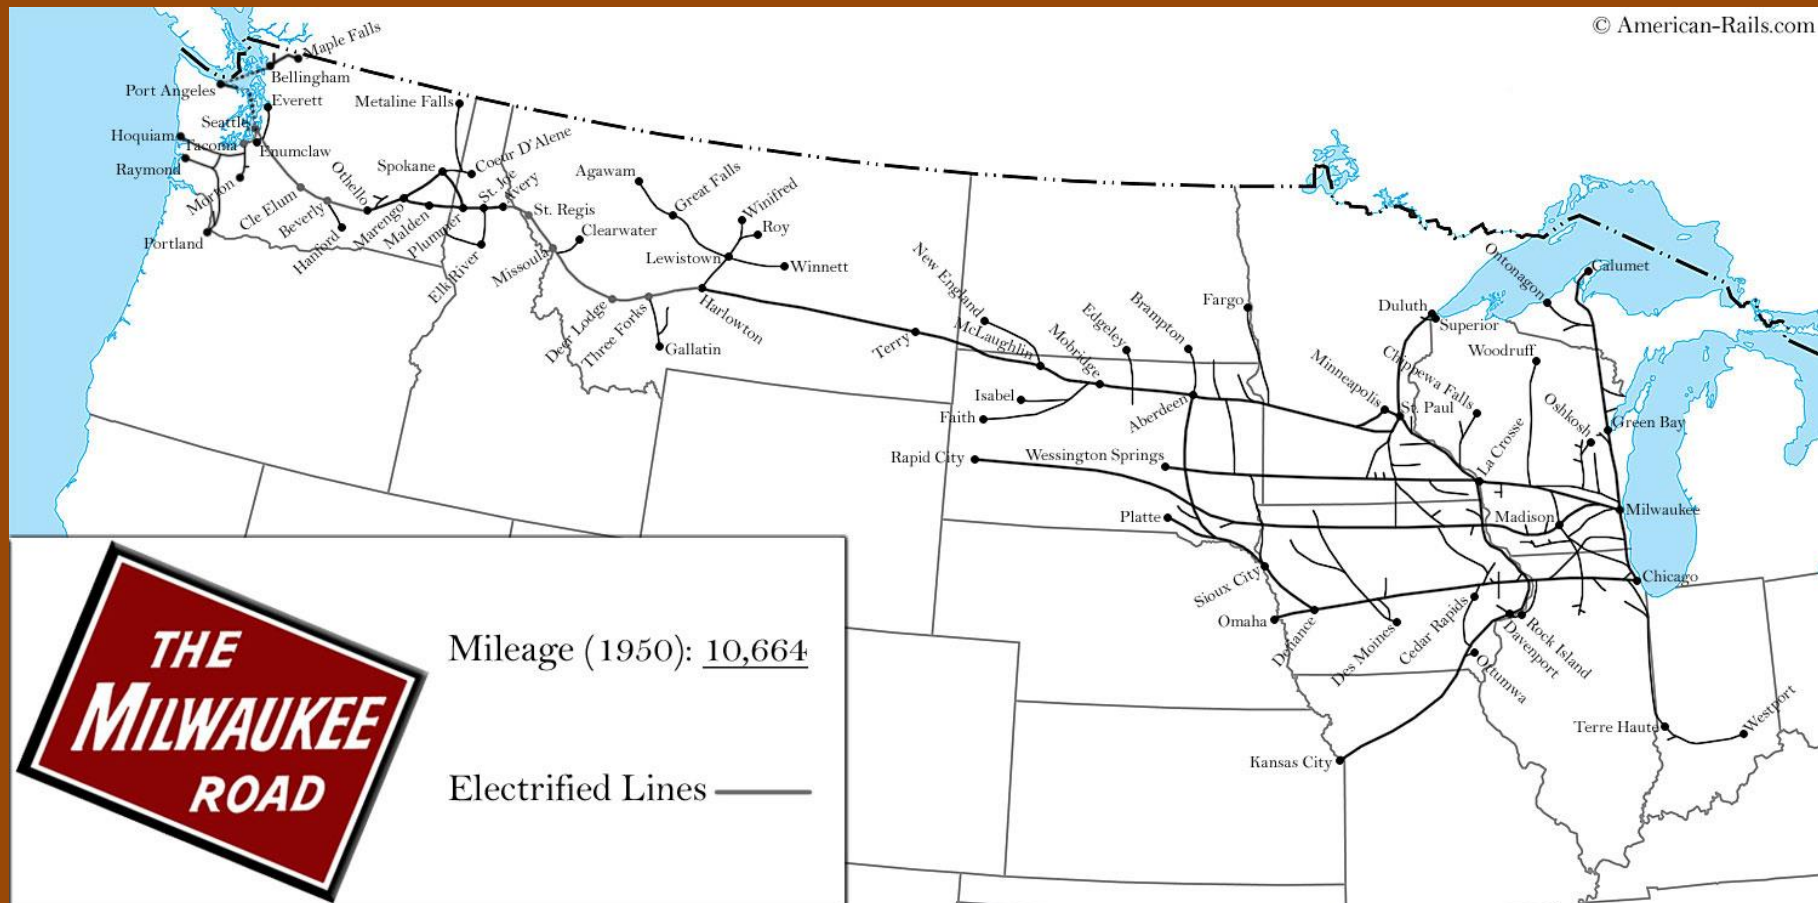 © American-Rails.com
Maple Falls
Bellingham
Port Angeles
Everett
Metaline Falls
Seattle
Hoquiam
Tacoma
Enumclaw
Coeur D'Alene
Raymond
Spokane
Othello
St. Joe
Avery
Agawam
Great Falls
Winifred
Morton
Cle Elum
Beverly
Marengo
Malden
Plummer
St. Regis
Roy
Portland
Hanford
Clearwater
Elk River
Missoula
Lewistown
Winnett
Deer Lodge
Three Forks
Harlowton
Gallatin
New England
Terry
McLaughlin
Mobridge
Edgeley
Brampton
Fargo
Ontonagon
Calumet
Duluth
Superior
Woodruff
Minneapolis
Chippewa Falls
St. Paul
Isabel
Faith
Aberdeen
Oshkosh
Green Bay
La Crosse
Rapid City
Wessington Springs
Platte
Madison
Milwaukee
Sioux City
Chicago
Omaha
Defiance
Des Moines
Cedar Rapids
Davenport
Rock Island
Ottumwa
Terre Haute
Westport
Kansas City
THE
MILWAUKEE
ROAD
Mileage (1950): 10,664
Electrified Lines